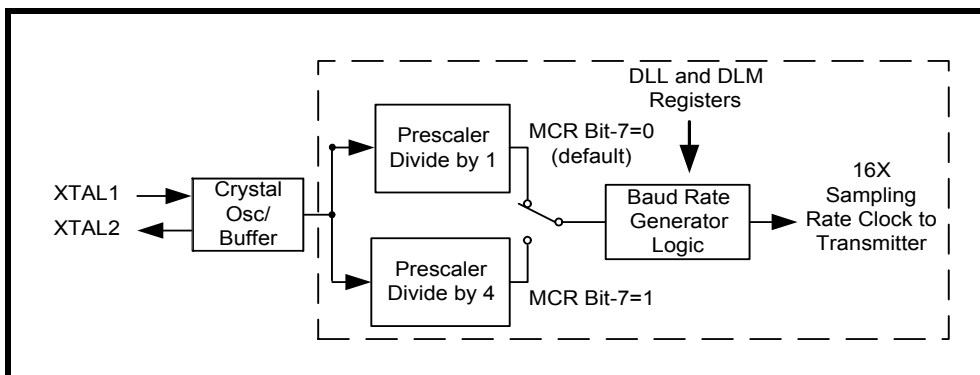 XTAL1
XTAL2
Crystal
Osc/
Buffer
Prescaler
Divide by 1
Prescaler
Divide by 4
MCR Bit-7=0
(default)
MCR Bit-7=1
DLL and DLM
Registers
Baud Rate
Generator
Logic
16X
Sampling
Rate Clock to
Transmitter